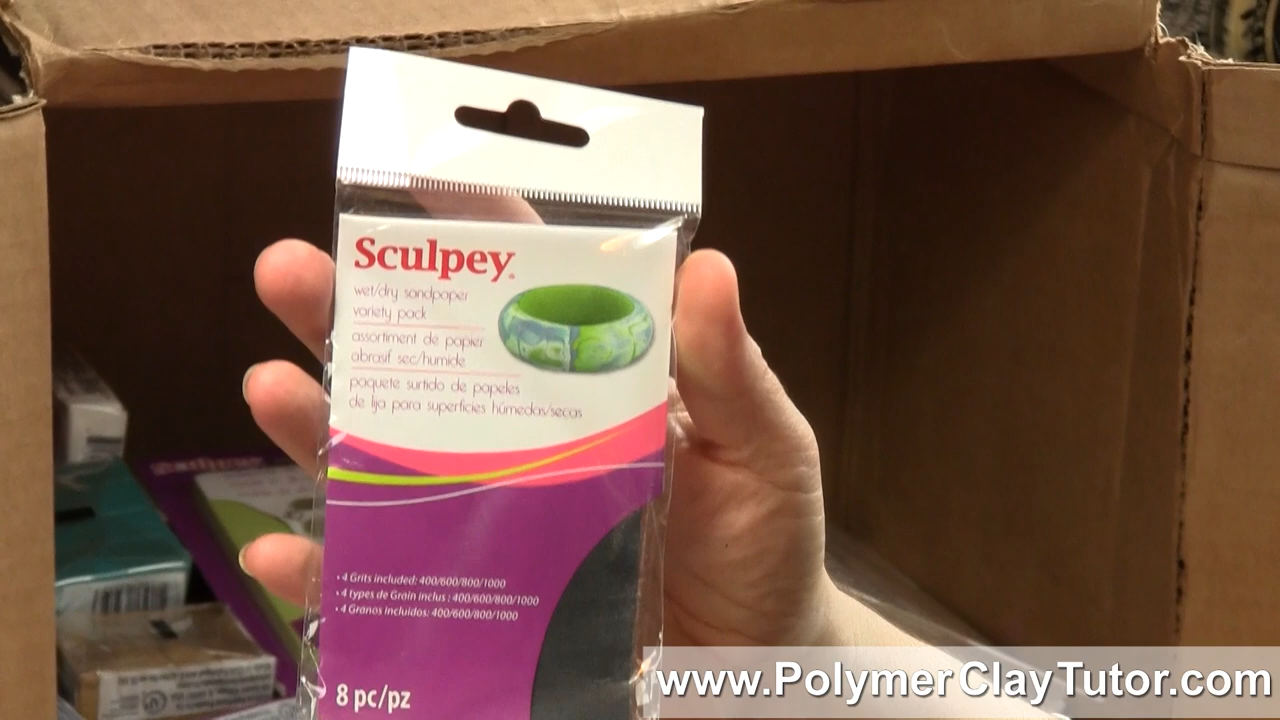 Sculpey
wet/dry sandpaper
variety pack
assortiment de papier
abrasif sec/humide
paquete surtido de papeles
de lija para superficies húmedas/secas
• 4 Grits included: 400/600/800/1000
• 4 types de Grain inclus : 400/600/800/1000
• 4 Granos Incluidos: 400/600/800/1000
8 pc/pz
www.PolymerClayTutor.com